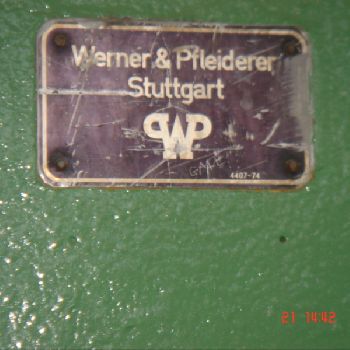 Werner & Pfleiderer
Stuttgart
WP
4407-74
21 14:42